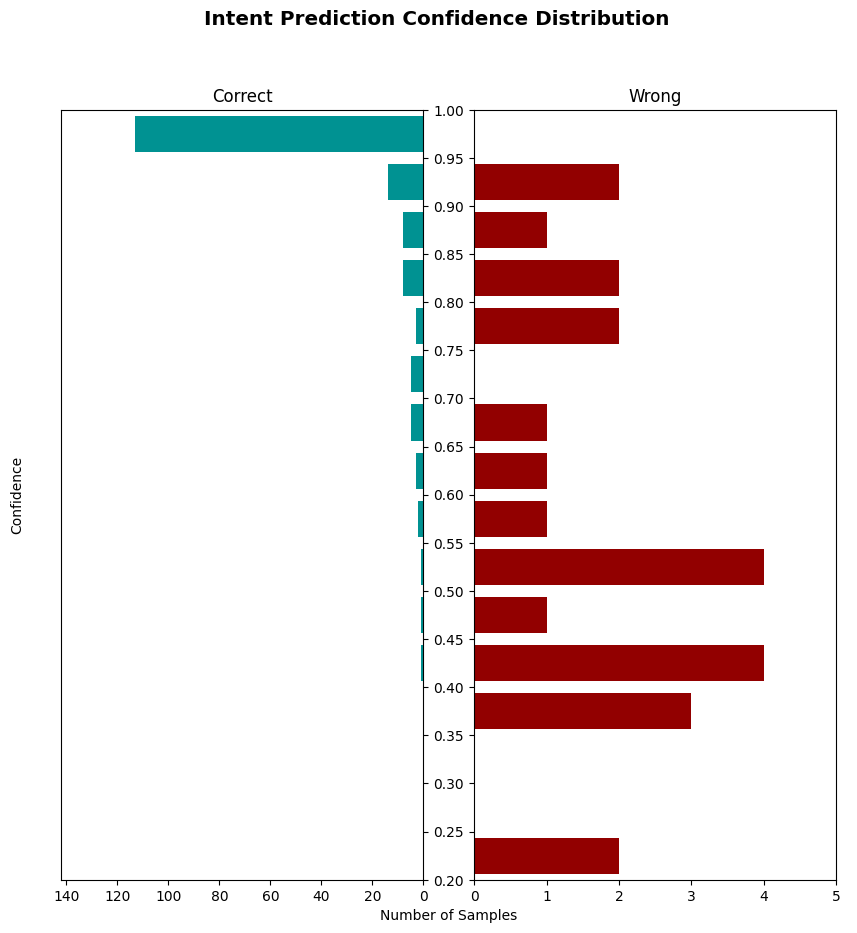 Intent Prediction Confidence Distribution
Correct
Wrong
1.00
0.95
0.90
0.85
0.80
0.75
0.70
0.65
0.60
0.55
0.50
0.45
0.40
0.35
0.30
0.25
0.20
Confidence
140 120 100 80 60 40 20 0
0 1 2 3 4 5
Number of Samples